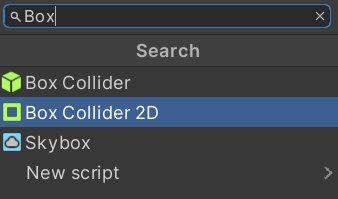 Box
Search
Box Collider
Box Collider 2D
Skybox
New script